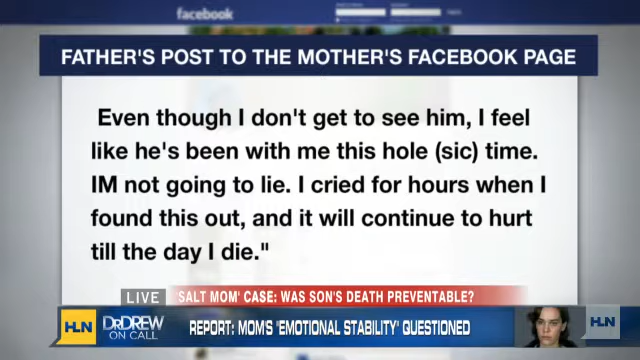 facebook
FATHER'S POST TO THE MOTHER'S FACEBOOK PAGE
Even though I don't get to see him, I feel
like he's been with me this hole (sic) time.
IM not going to lie. I cried for hours when I
found this out, and it will continue to hurt
till the day I die."
LIVE
'SALT MOM' CASE: WAS SON'S DEATH PREVENTABLE?
HLN
DR DREW
ON CALL
REPORT: MOM'S 'EMOTIONAL STABILITY' QUESTIONED
HLN